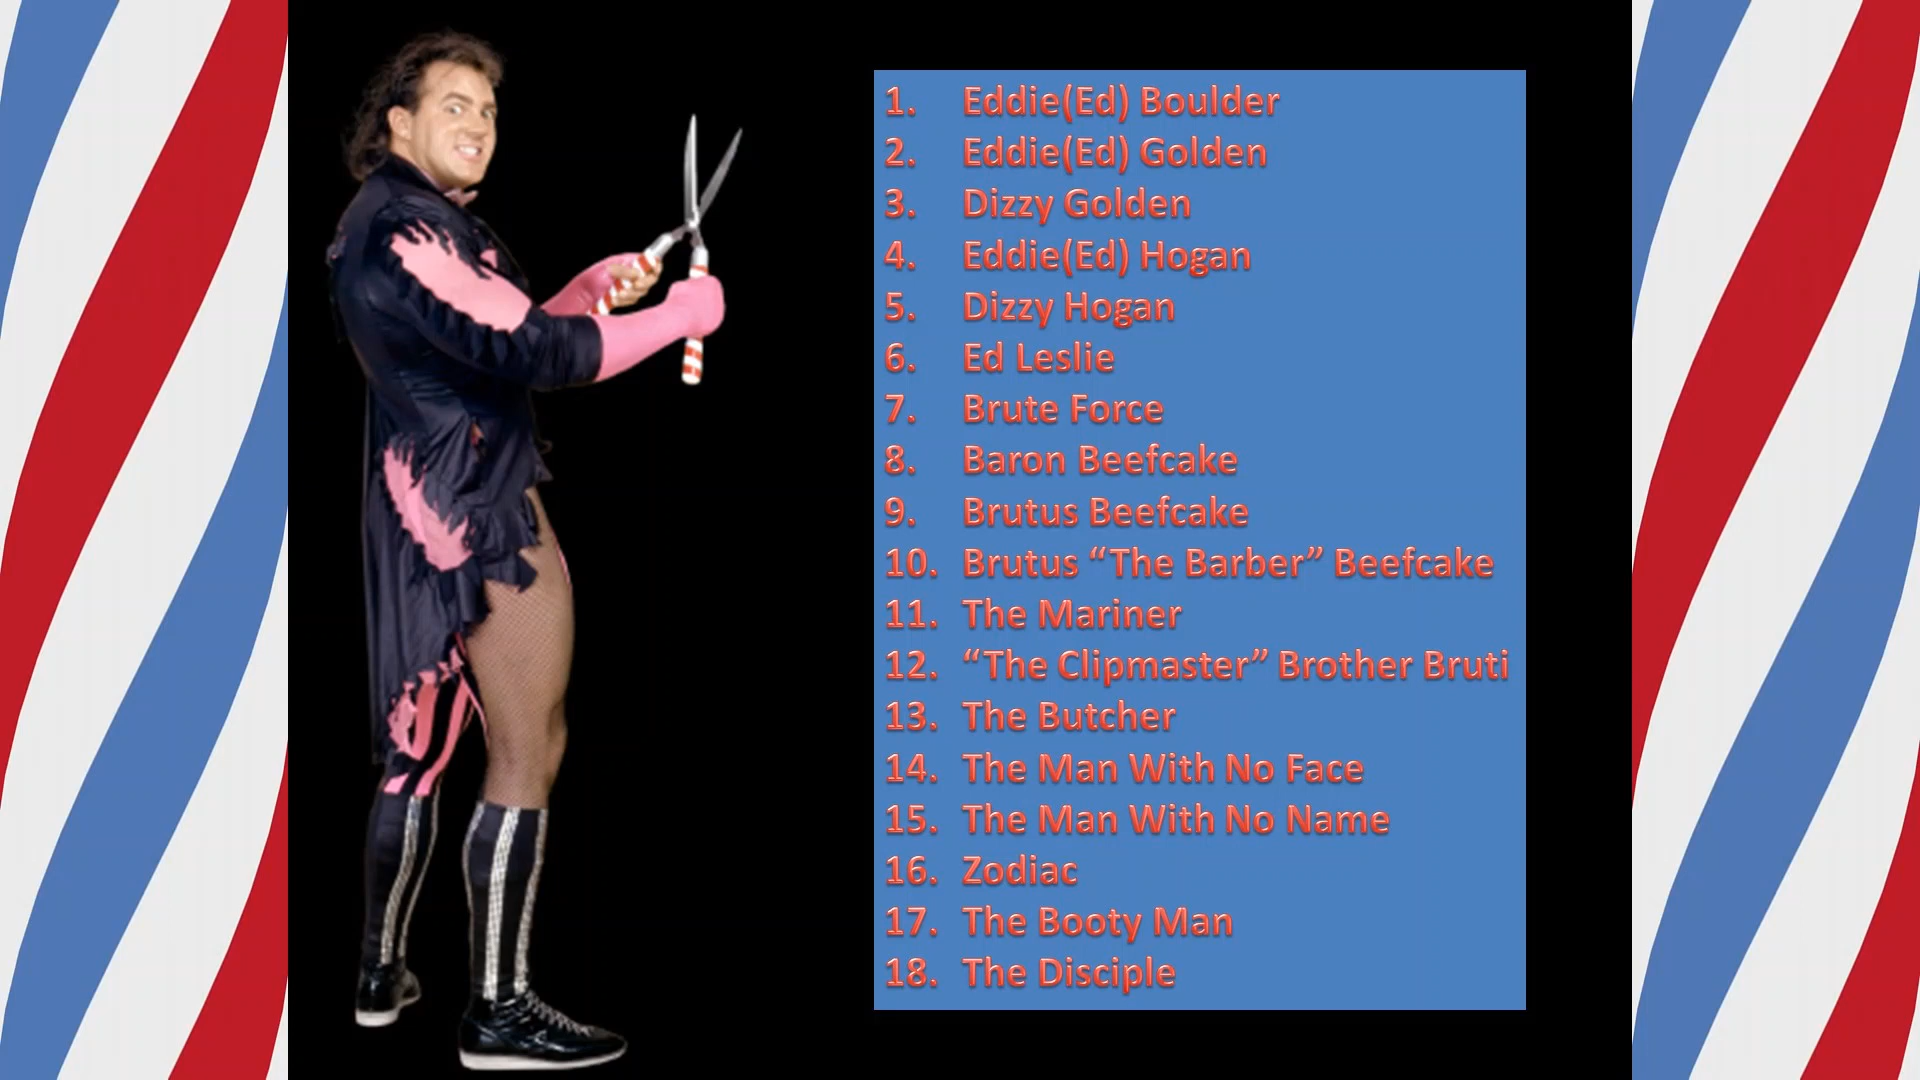 1. Eddie(Ed) Boulder
2. Eddie(Ed) Golden
3. Dizzy Golden
4. Eddie(Ed) Hogan
5. Dizzy Hogan
6. Ed Leslie
7. Brute Force
8. Baron Beefcake
9. Brutus Beefcake
10. Brutus “The Barber” Beefcake
11. The Mariner
12. “The Clipmaster” Brother Bruti
13. The Butcher
14. The Man With No Face
15. The Man With No Name
16. Zodiac
17. The Booty Man
18. The Disciple